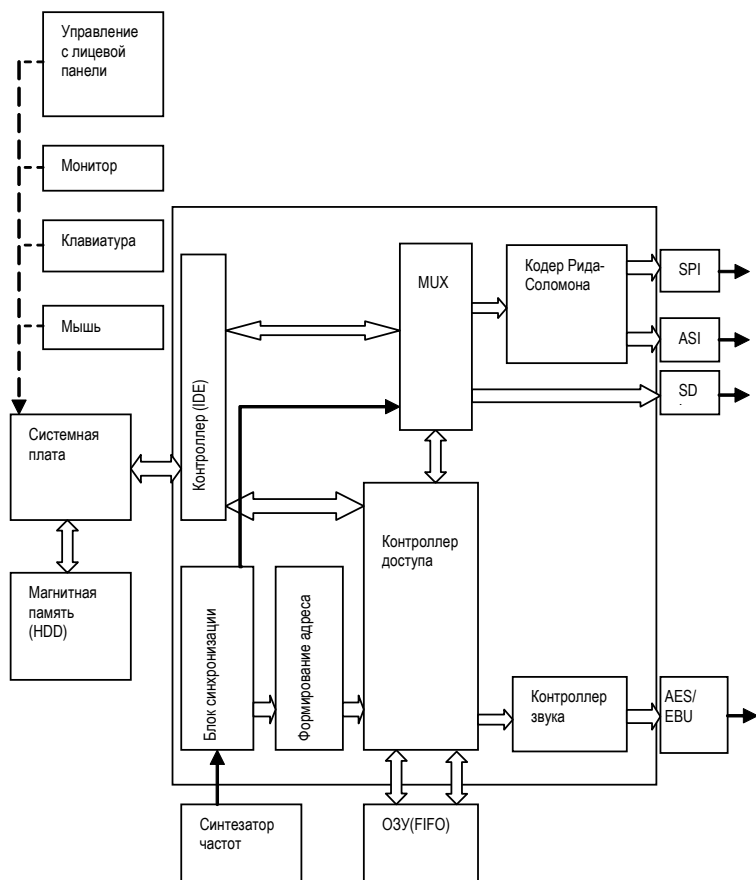 Управление
с лицевой
панели
Монитор
Клавиатура
Мышь
Системная
плата
Магнитная
память
(HDD)
Контроллер (IDE)
MUX
Кодер Рида-
Соломона
SPI
ASI
SD
Контроллер
доступа
Блок синхронизации
Формирование адреса
Контроллер
звука
AES/
EBU
Синтезатор
частот
ОЗУ(FIFO)